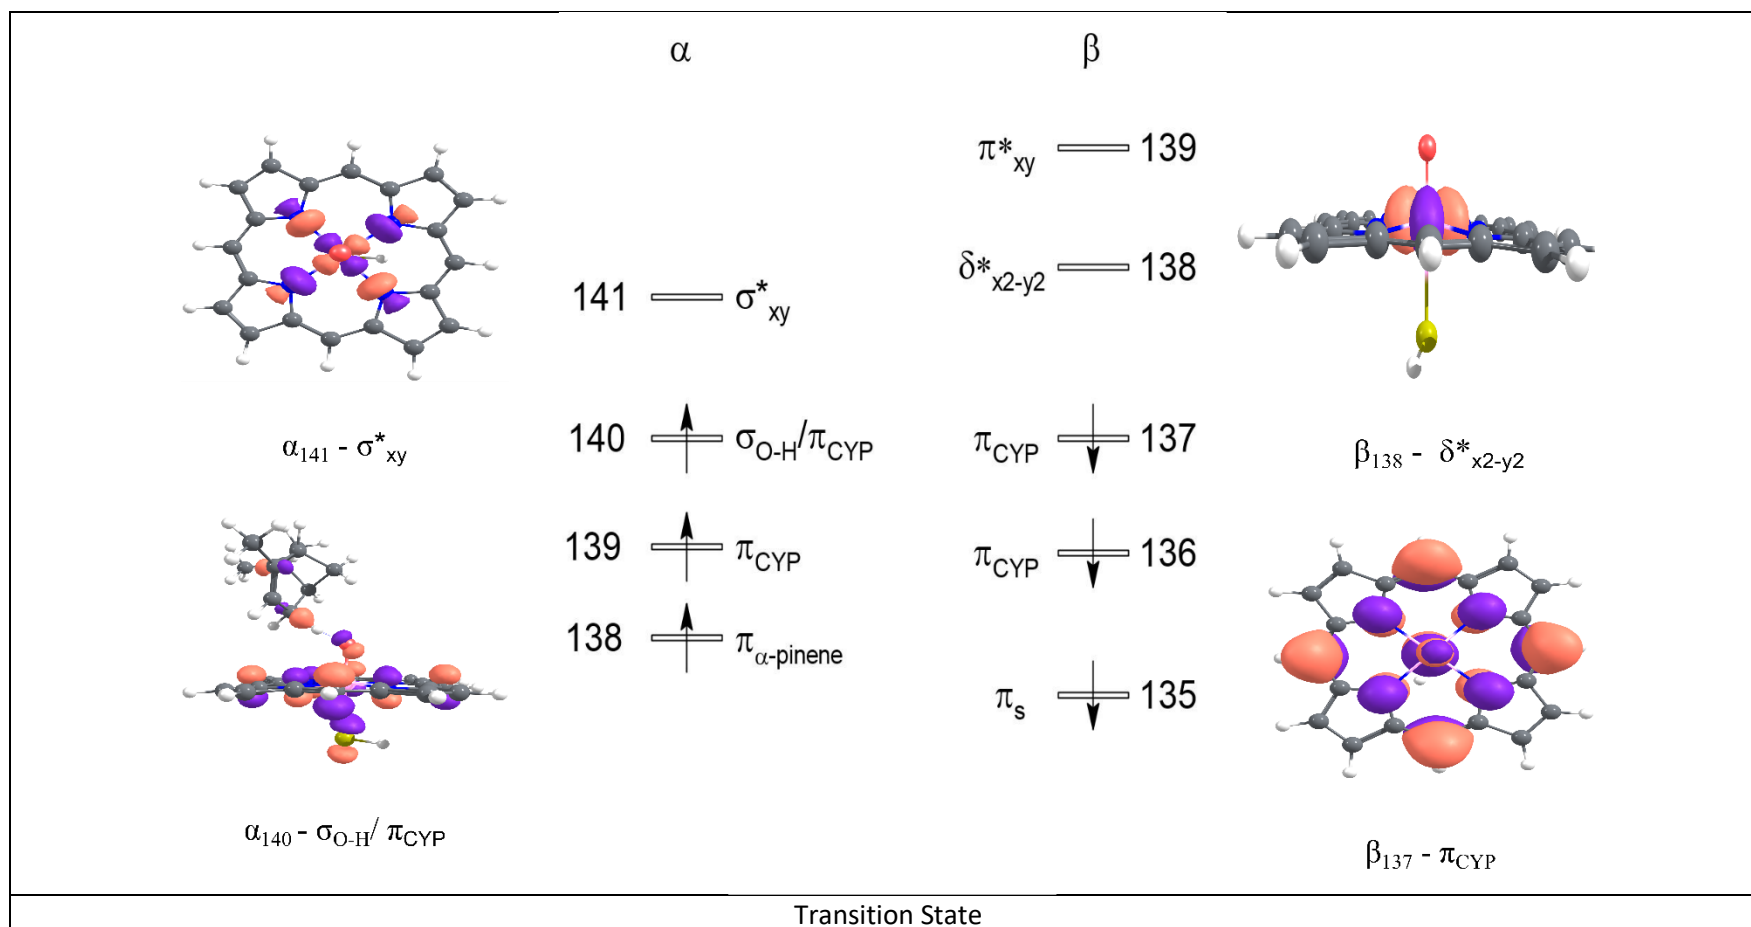 α
β
π*xy 139
δ*x2-y2 138
141 σ*xy
140 σO-H/πCYP
πCYP 137
α141 - σ*xy
β138 - δ*x2-y2
139 πCYP
πCYP 136
138 πα-pinene
πs 135
α140 - σO-H/ πCYP
β137 - πCYP
Transition State